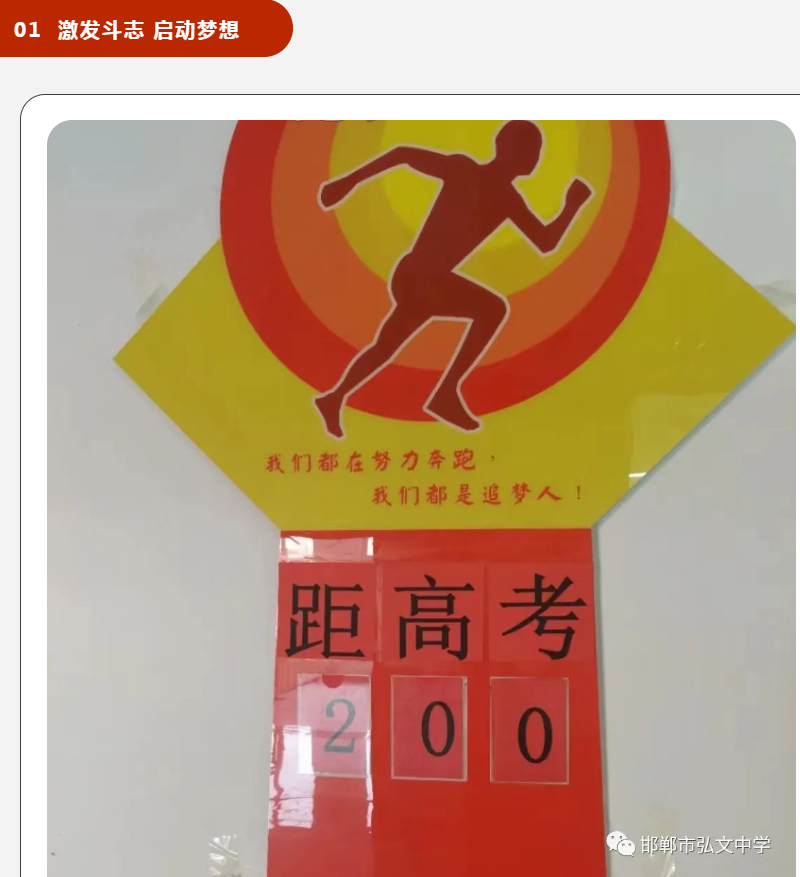 01 激发斗志 启动梦想
我们都在努力奔跑，
我们都是追梦人！
距高考
200
邯郸市弘文中学